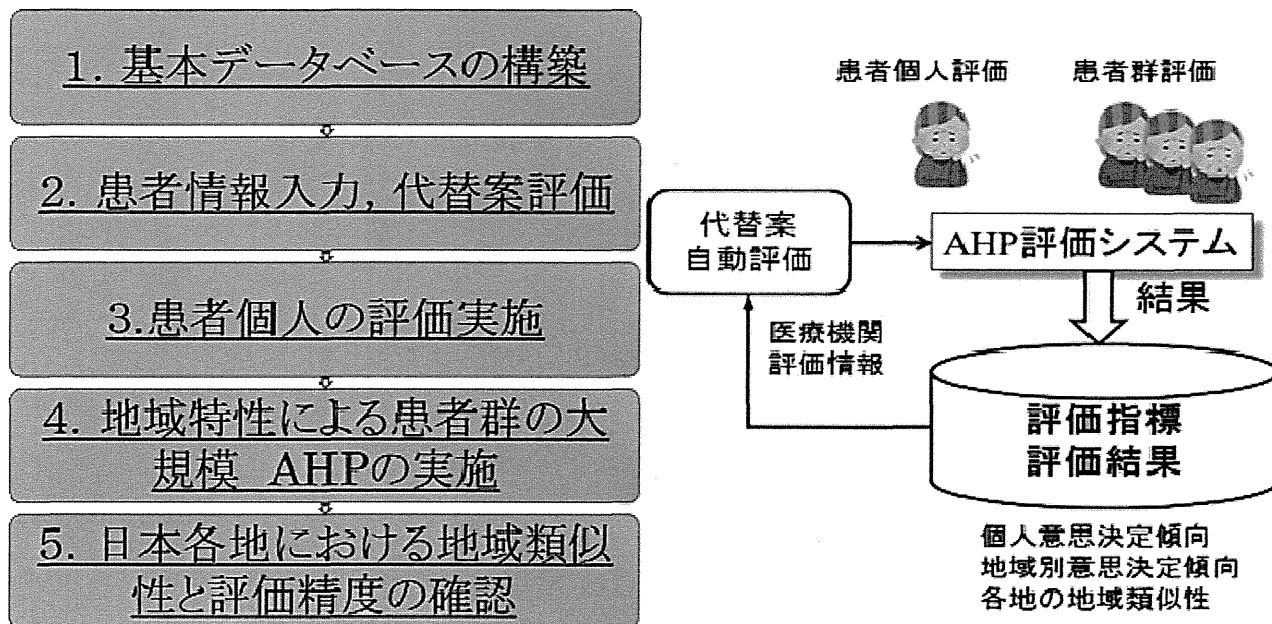 1. 基本データベースの構築
2. 患者情報入力, 代替案評価
3.患者個人の評価実施
4. 地域特性による患者群の大
規模 AHPの実施
5. 日本各地における地域類似
性と評価精度の確認
患者個人評価
患者群評価
代替案
自動評価
AHP評価システム
結果
医療機関
評価情報
評価指標
評価結果
個人意思決定傾向
地域別意思決定傾向
各地の地域類似性